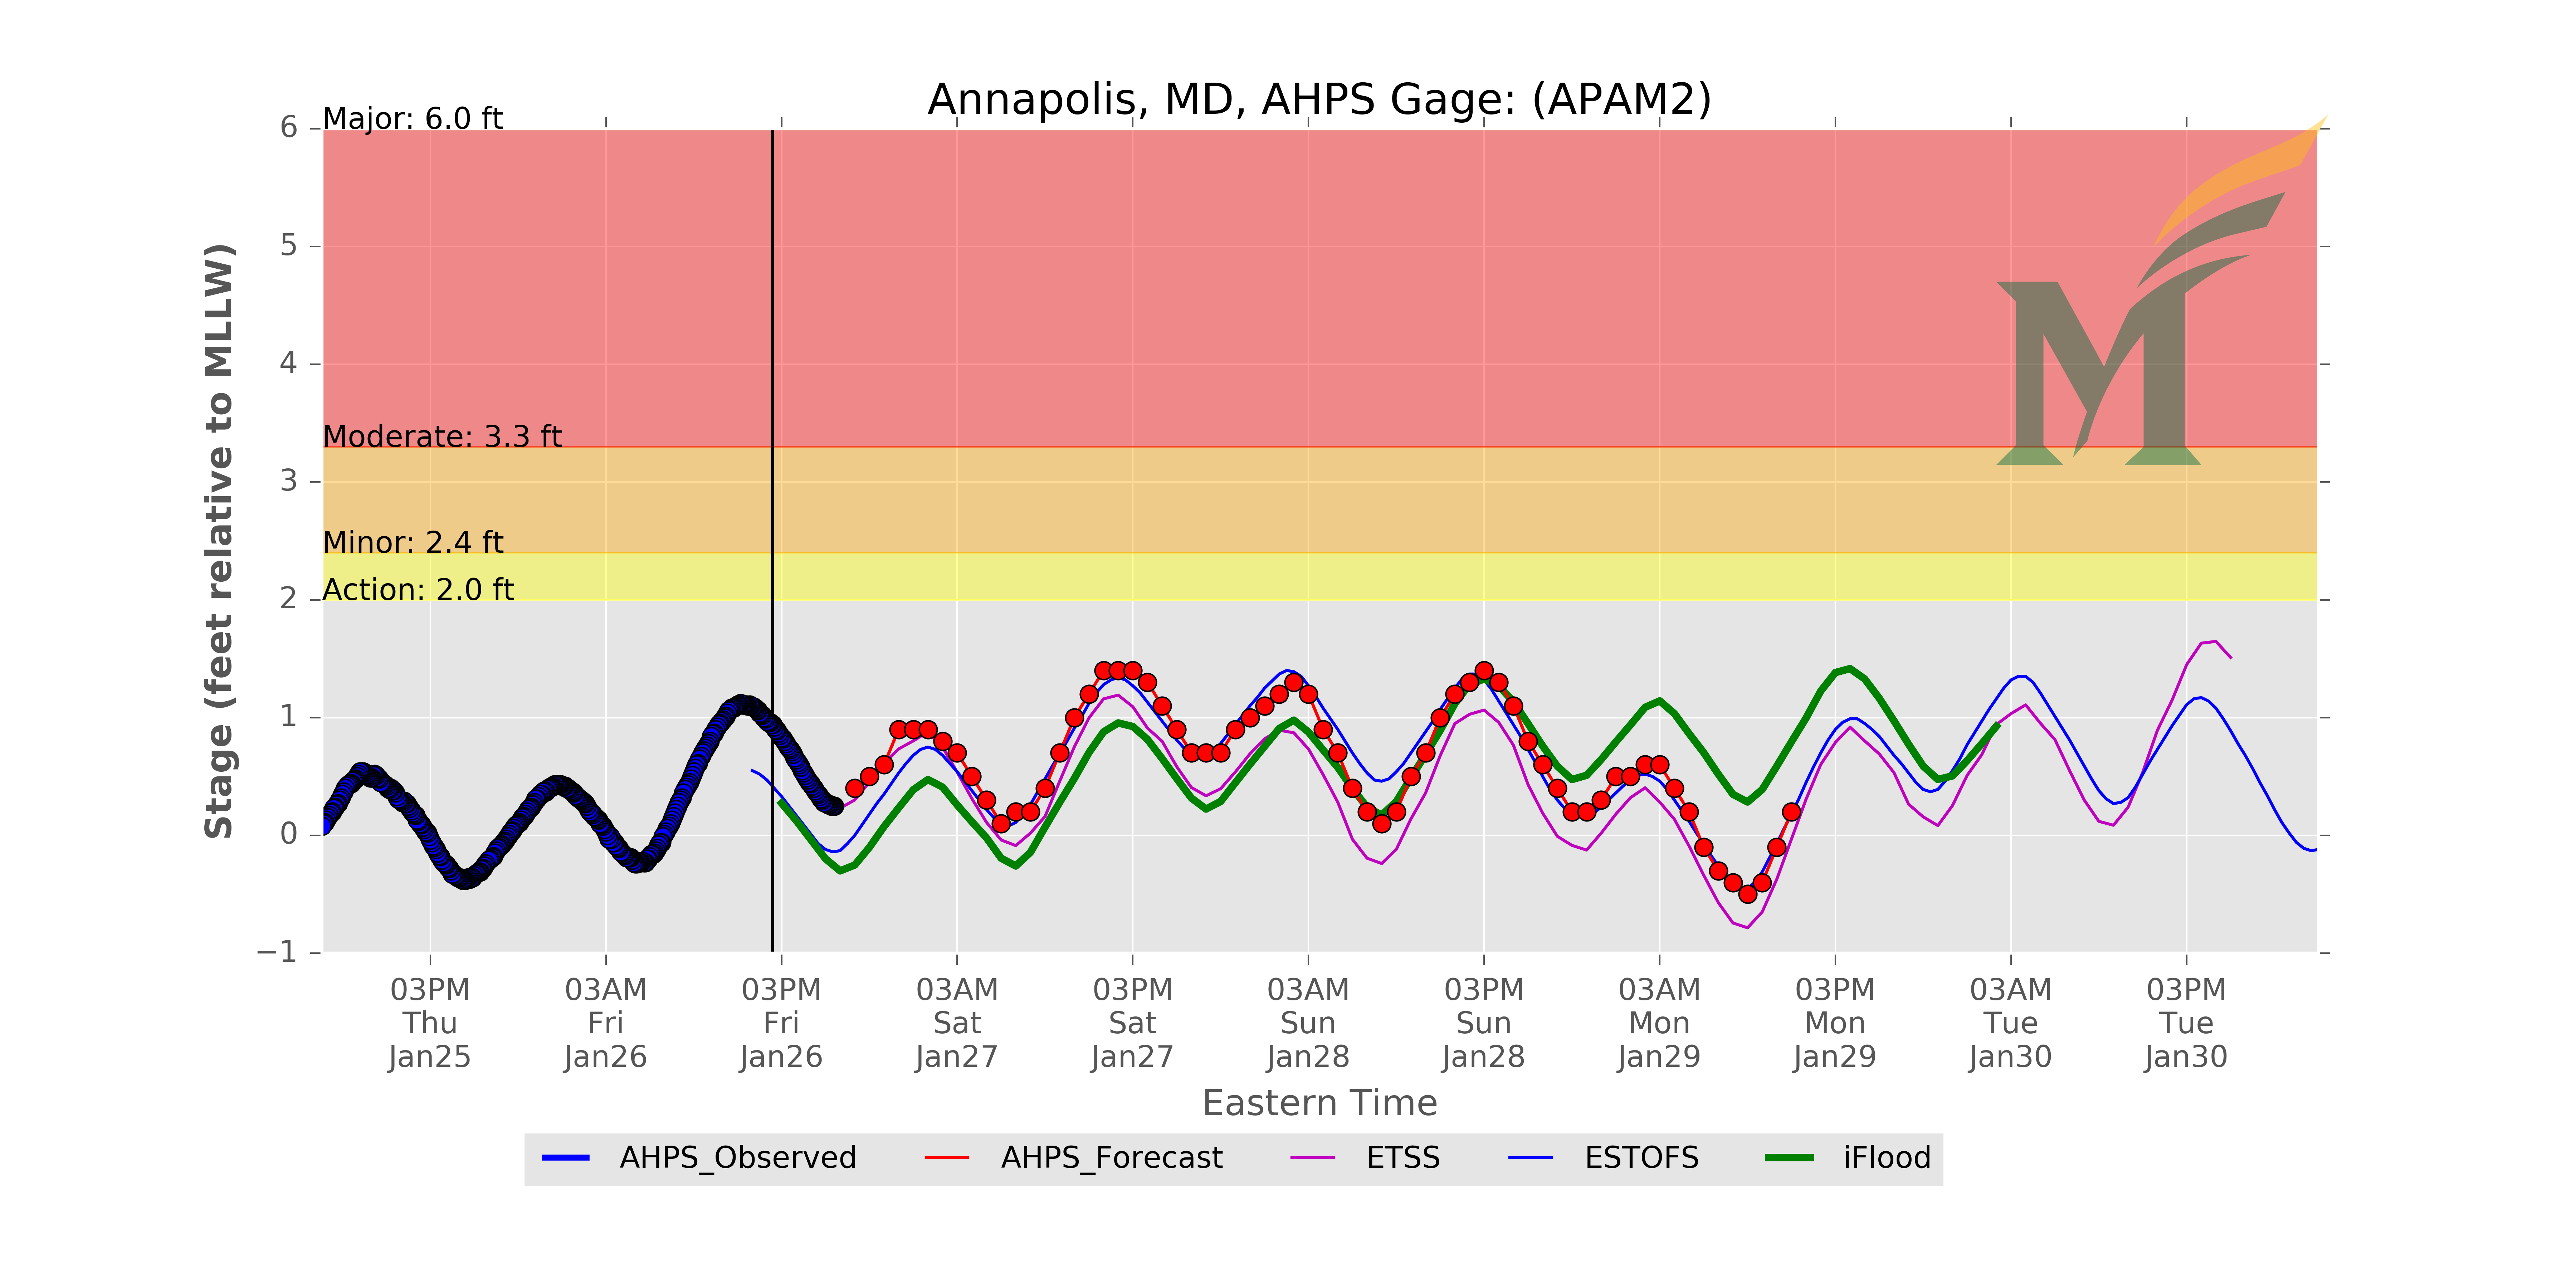 Annapolis, MD, AHPS Gage: (APAM2)
Major: 6.0 ft
Moderate: 3.3 ft
Minor: 2.4 ft
Action: 2.0 ft
6
5
4
3
2
1
0
−1
Stage (feet relative to MLLW)
03PM 03AM 03PM 03AM 03PM 03AM 03PM 03AM 03PM 03AM 03PM
Thu Fri Fri Sat Sat Sun Sun Mon Mon Tue Tue
Jan25 Jan26 Jan26 Jan27 Jan27 Jan28 Jan28 Jan29 Jan29 Jan30 Jan30
Eastern Time
AHPS_Observed AHPS_Forecast ETSS ESTOFS iFlood
M